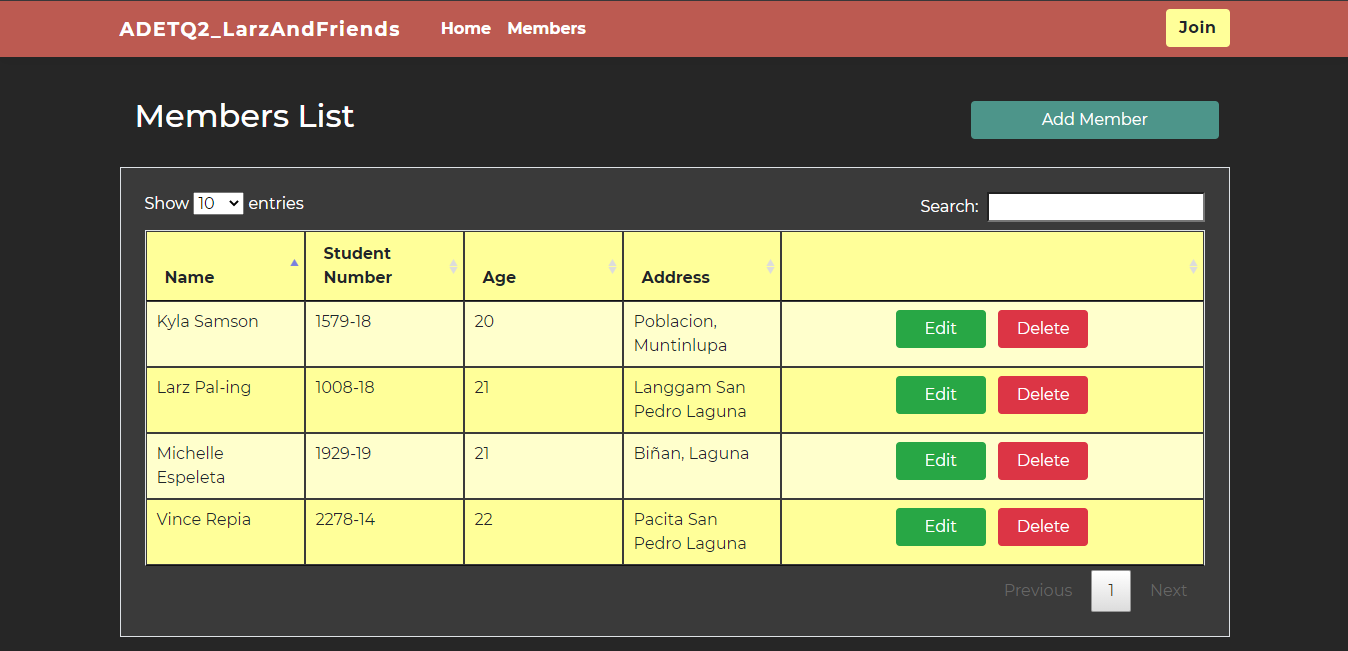 ADETQ2_LarzAndFriends Home Members Join
Members List Add Member
Show 10 entries Search:
Name Student Number Age Address
Kyla Samson 1579-18 20 Poblacion, Muntinlupa Edit Delete
Larz Pal-ing 1008-18 21 Langgam San Pedro Laguna Edit Delete
Michelle Espeleta 1929-19 21 Biñan, Laguna Edit Delete
Vince Repia 2278-14 22 Pacita San Pedro Laguna Edit Delete
Previous 1 Next